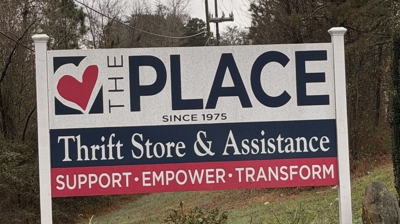 THE PLACE
SINCE 1975
Thrift Store & Assistance
SUPPORT · EMPOWER · TRANSFORM